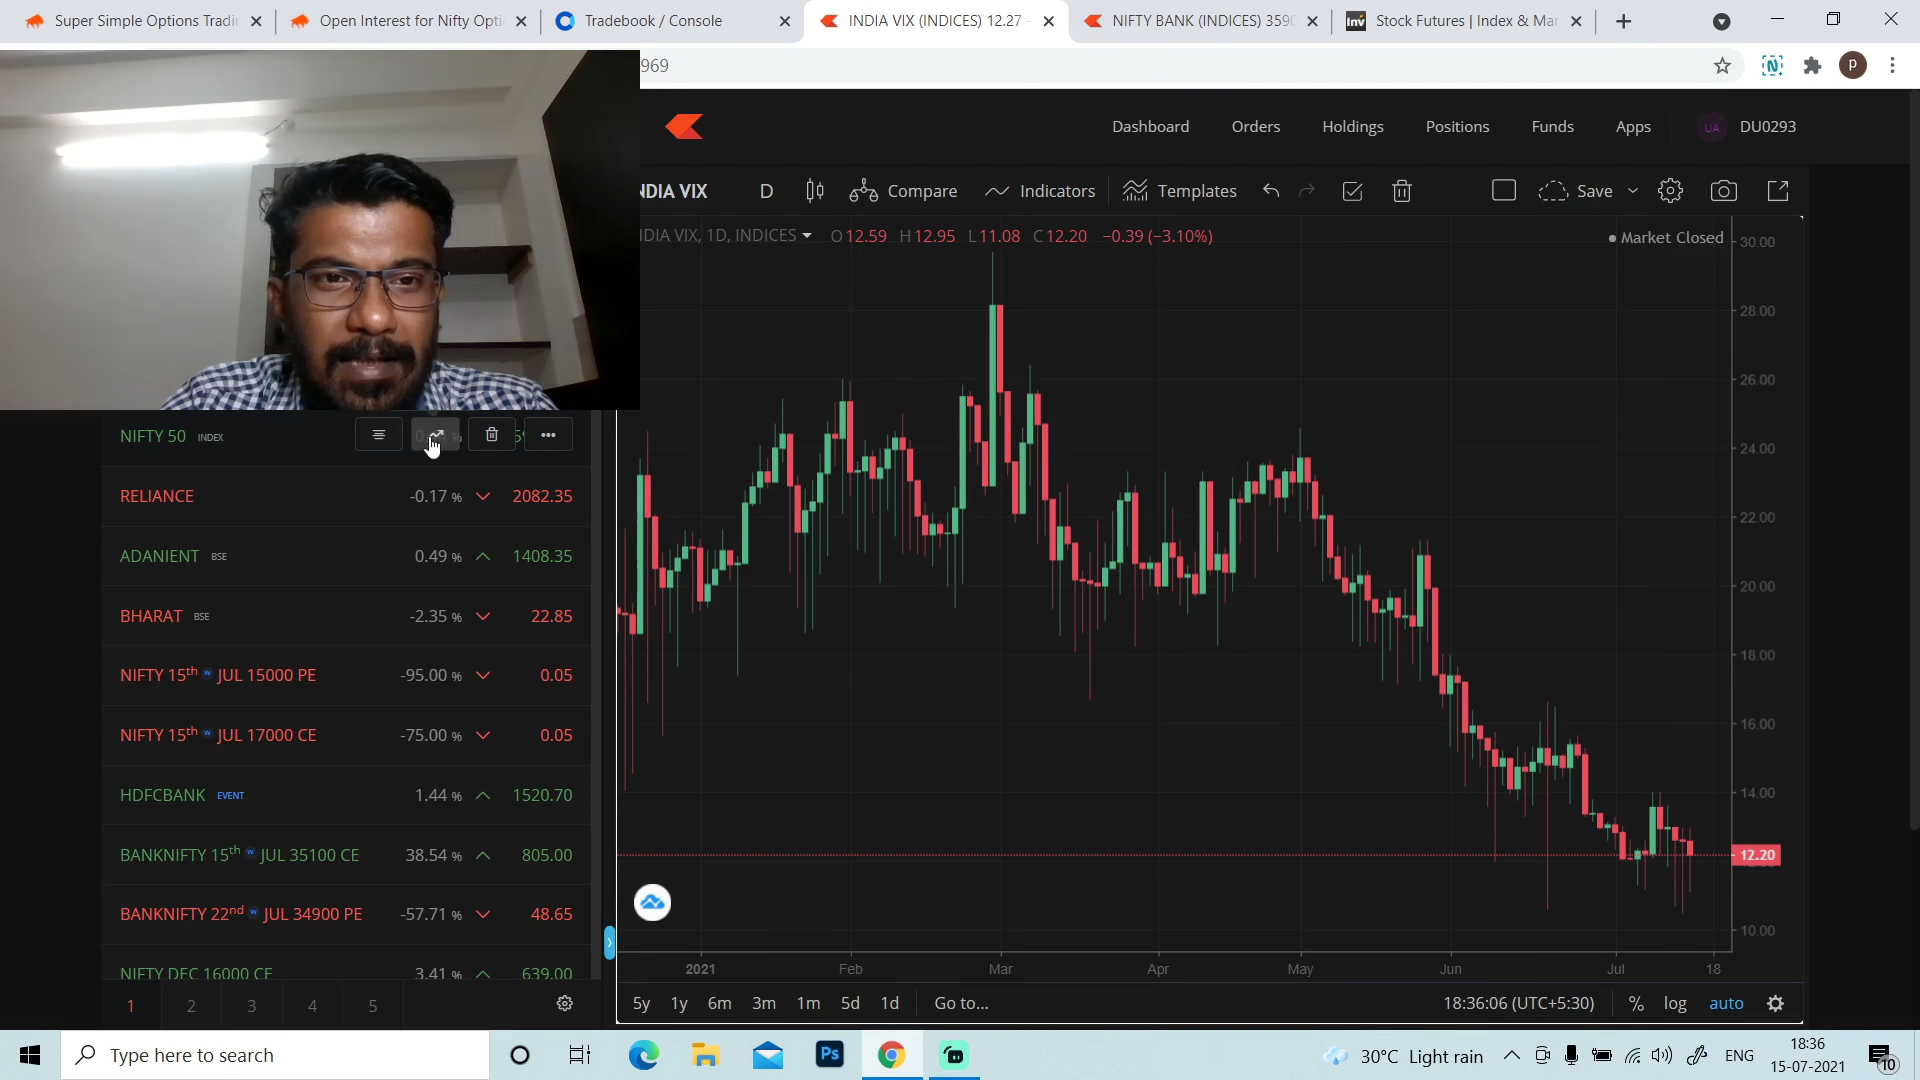 Super Simple Options Tradi
Open Interest for Nifty Opti
Tradebook / Console
INDIA VIX (INDICES) 12.27 -
NIFTY BANK (INDICES) 3590
Stock Futures | Index & Mar
969
P
Dashboard
Orders
Holdings
Positions
Funds
Apps
UA
DU0293
NDIA VIX
D
Compare
Indicators
Templates
Save
DIA VIX, 1D, INDICES
O12.59 H12.95 L11.08 C12.20 −0.39 (−3.10%)
Market Closed
30.00
28.00
26.00
24.00
22.00
20.00
18.00
16.00
14.00
12.20
10.00
NIFTY 50 INDEX
RELIANCE -0.17 % 2082.35
ADANIENT BSE 0.49 % 1408.35
BHARAT BSE -2.35 % 22.85
NIFTY 15th w JUL 15000 PE -95.00 % 0.05
NIFTY 15th w JUL 17000 CE -75.00 % 0.05
HDFCBANK EVENT 1.44 % 1520.70
BANKNIFTY 15th w JUL 35100 CE 38.54 % 805.00
BANKNIFTY 22nd w JUL 34900 PE -57.71 % 48.65
NIFTY DEC 16000 CE 3.41 % 639.00
1 2 3 4 5
2021 Feb Mar Apr May Jun Jul 18
5y 1y 6m 3m 1m 5d 1d Go to...
18:36:06 (UTC+5:30) % log auto
Type here to search
Ps
30°C Light rain
ENG
18:36
15-07-2021
10